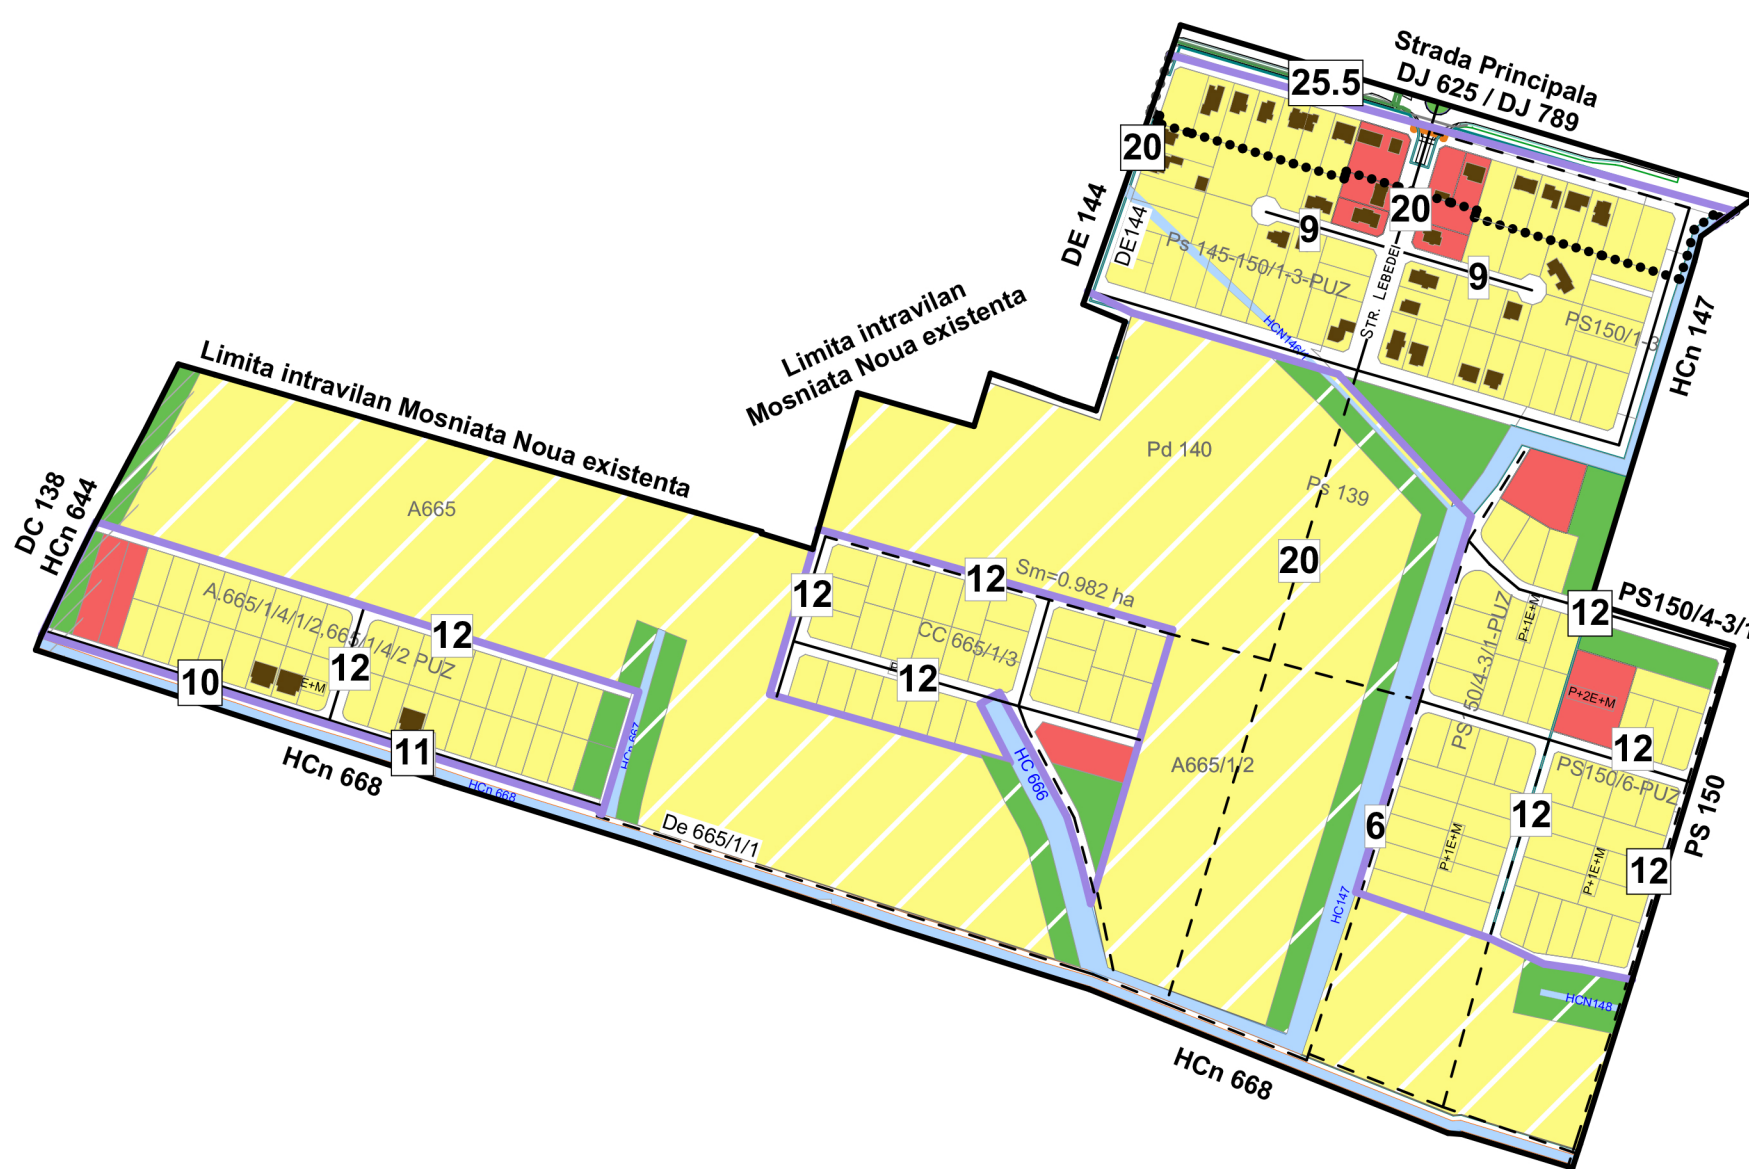 Strada Principala
DJ 625 / DJ 789
25.5
20
DE 144
DE144
20
9
9
Ps 145-150/1-3-PUZ
STR. LEBEDEI
PS150/1-3
HCn 147
HCN146/1
Limita intravilan
Mosniata Noua existenta
Limita intravilan Mosniata Noua existenta
DC 138
HCn 644
A665
Pd 140
Ps 139
20
Sm=0.982 ha
12
12
CC 665/1/3
12
A.665/1/4/1/2,665/1/4/2 PUZ
12
12
10
E+M
11
HCn 668
HCn 668
HCn 667
De 665/1/1
HC 666
A665/1/2
PS150/4-3/1
12
P+1E+M
PS150/4-3/1-PUZ
P+2E+M
12
PS150/6-PUZ
PS 150
12
6
P+1E+M
P+1E+M
12
HC147
HCN148
HCn 668